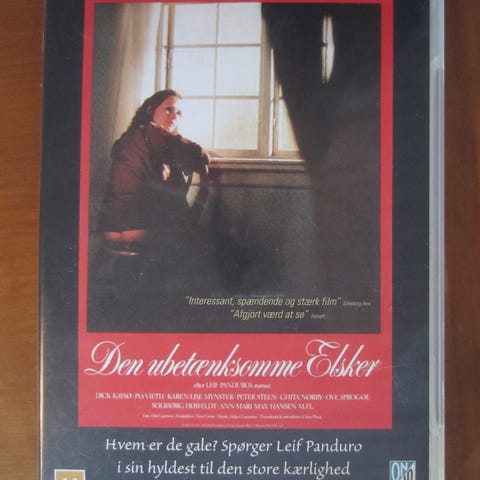 "Interessant, spændende og stærk film"
"Afgjort værd at se"
Den ubetænksomme Elsker
efter LEIF PANDUROS roman
DICK KAYSØ · PIA VIETH · KAREN-LISE MYNSTER · PETER STEEN · GHITA NØRBY · OVE SPROGØE
SOLBJØRG HØJFELDT · ANN-MARI MAX HANSEN M.FL.
Hvem er de gale? Spørger Leif Panduro
i sin hyldest til den store kærlighed